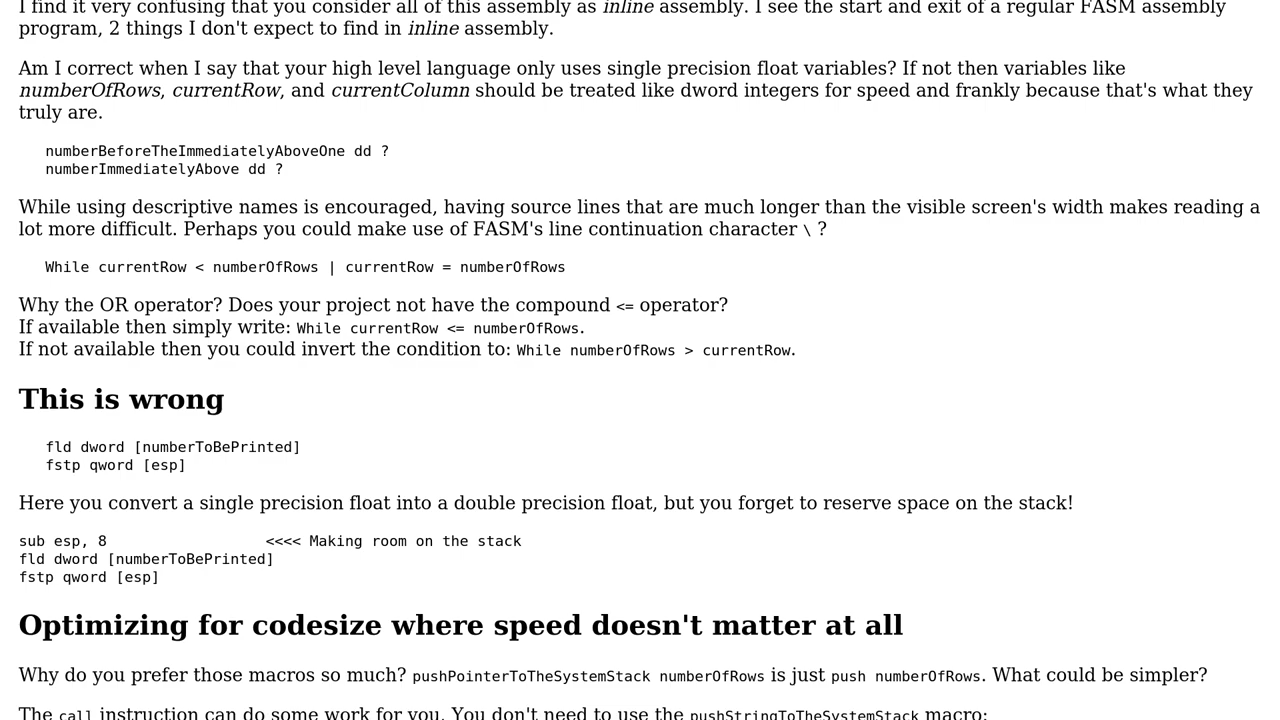 I find it very confusing that you consider all of this assembly as inline assembly. I see the start and exit of a regular FASM assembly
program, 2 things I don't expect to find in inline assembly.
Am I correct when I say that your high level language only uses single precision float variables? If not then variables like
numberOfRows, currentRow, and currentColumn should be treated like dword integers for speed and frankly because that's what they
truly are.
numberBeforeTheImmediatelyAboveOne dd ?
numberImmediatelyAbove dd ?
While using descriptive names is encouraged, having source lines that are much longer than the visible screen's width makes reading a
lot more difficult. Perhaps you could make use of FASM's line continuation character \ ?
While currentRow < numberOfRows | currentRow = numberOfRows
Why the OR operator? Does your project not have the compound <= operator?
If available then simply write: While currentRow <= numberOfRows.
If not available then you could invert the condition to: While numberOfRows > currentRow.
This is wrong
fld dword [numberToBePrinted]
fstp qword [esp]
Here you convert a single precision float into a double precision float, but you forget to reserve space on the stack!
sub esp, 8                  <<<< Making room on the stack
fld dword [numberToBePrinted]
fstp qword [esp]
Optimizing for codesize where speed doesn't matter at all
Why do you prefer those macros so much? pushPointerToTheSystemStack numberOfRows is just push numberOfRows. What could be simpler?
The call instruction can do some work for you. You don't need to use the pushStringToTheSystemStack macro: